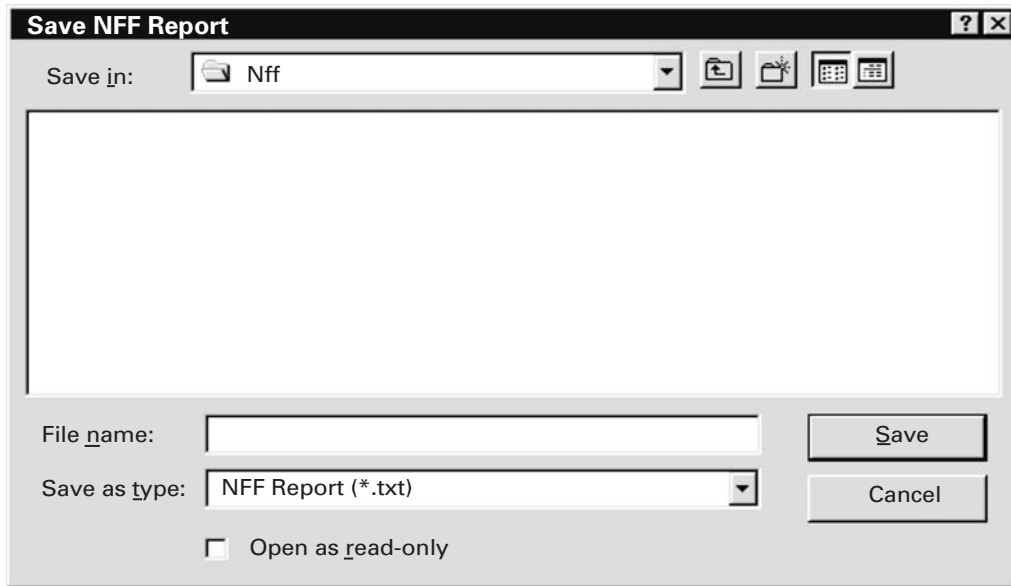 Save NFF Report
Save in: Nff
File name:
Save
Save as type: NFF Report (*.txt)
Cancel
Open as read-only